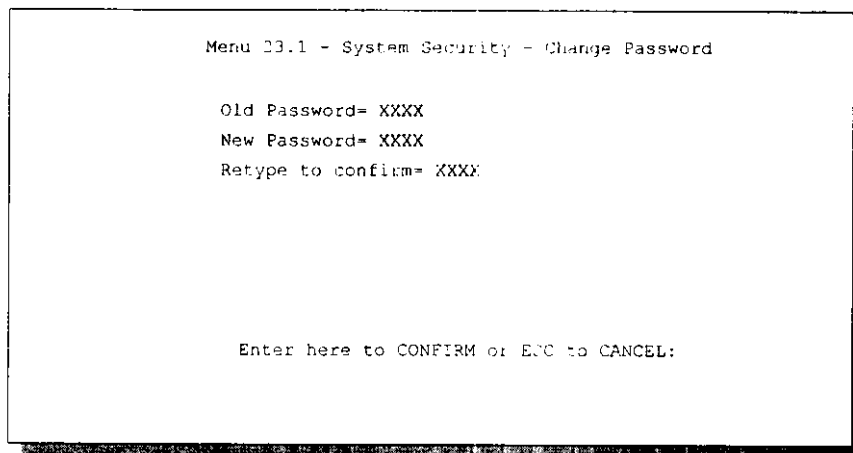 Menu 23.1 - System Security - Change Password
Old Password= XXXX
New Password= XXXX
Retype to confirm= XXXX
Enter here to CONFIRM or ESC to CANCEL: